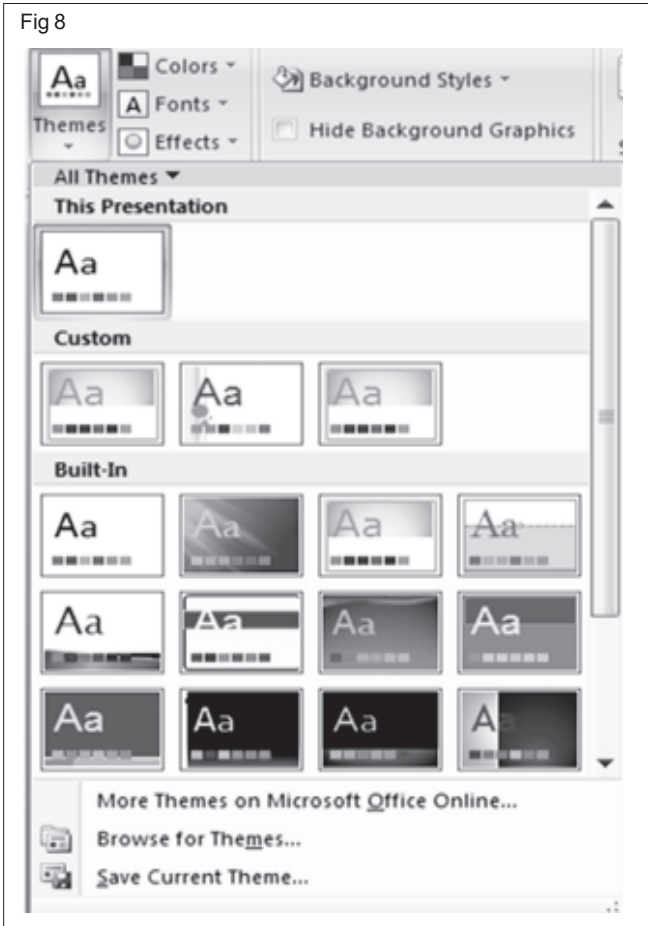 Fig 8
Aa
Themes
Colors
A Fonts
Effects
Background Styles
Hide Background Graphics
All Themes
This Presentation
Aa
Custom
Aa Aa Aa
Built-In
Aa Aa Aa Aa
Aa Aa Aa Aa
Aa Aa Aa Aa
More Themes on Microsoft Office Online...
Browse for Themes...
Save Current Theme...